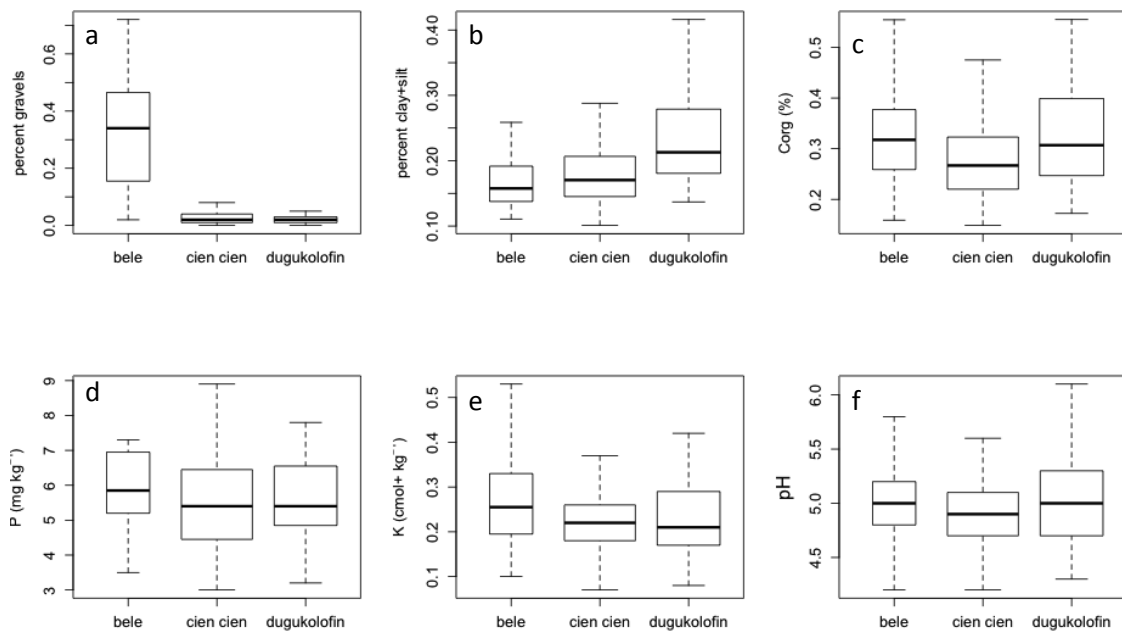 a
percent gravels
0.0 0.2 0.4 0.6
bele cien cien dugukolofin
b
percent clay+silt
0.10 0.20 0.30 0.40
bele cien cien dugukolofin
c
Corg (%)
0.2 0.3 0.4 0.5
bele cien cien dugukolofin
d
P (mg kg⁻¹)
3 4 5 6 7 8 9
bele cien cien dugukolofin
e
K (cmol+ kg⁻¹)
0.1 0.2 0.3 0.4 0.5
bele cien cien dugukolofin
f
pH
4.5 5.0 5.5 6.0
bele cien cien dugukolofin